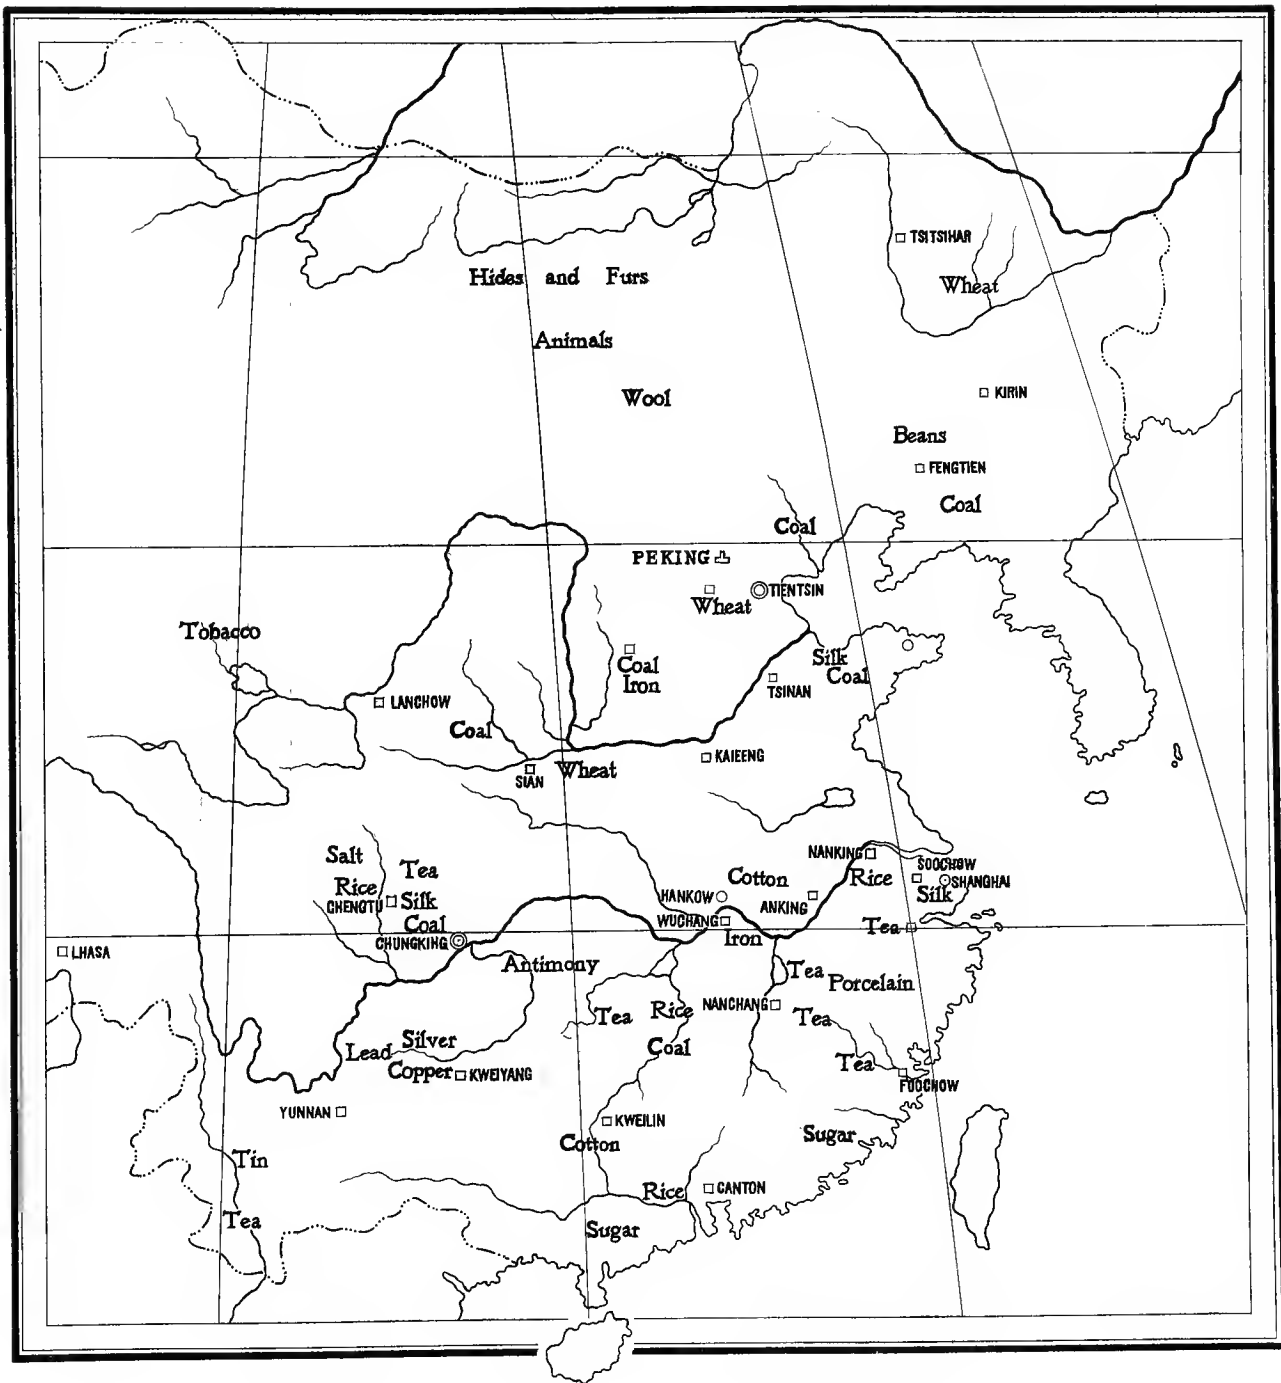 TSITSIHAR
Hides and Furs
Wheat
Animals
Wool
KIRIN
Beans
FENGTIEN
Coal
Coal
PEKING
TIENTSIN
Wheat
Tobacco
Silk
Coal
Coal
Iron
TSINAN
LANCHOW
Coal
KAIEENG
Wheat
SIAN
NANKING
Salt
Tea
SOOCHOW
Rice
Cotton
Rice
SHANGHAI
Silk
CHENGTU
Silk
HANKOW
ANKING
Coal
WUCHANG
Tea
CHUNGKING
Iron
LHASA
Antimony
Tea
Porcelain
NANCHANG
Tea
Rice
Tea
Silver
Coal
Lead
Tea
Copper
KWEIYANG
FOOCHOW
YUNNAN
KWEILIN
Sugar
Cotton
Tin
Rice
CANTON
Tea
Sugar